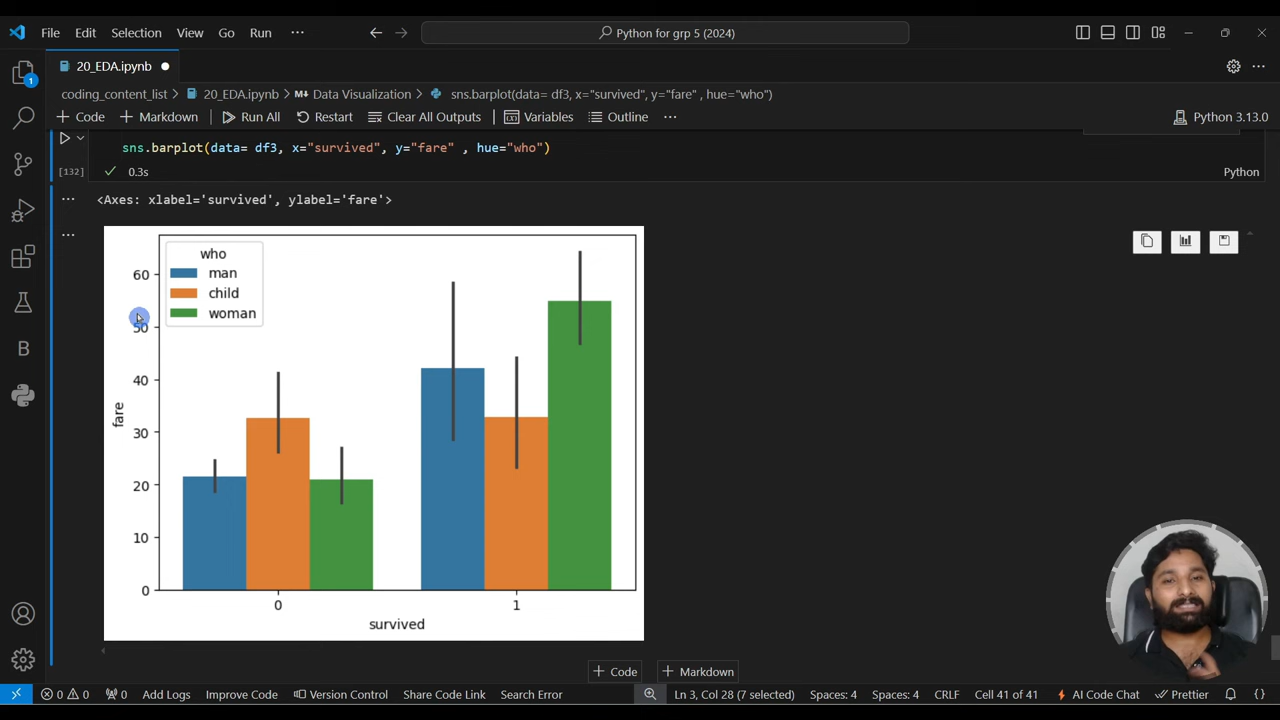 File Edit Selection View Go Run ··· Python for grp 5 (2024)
20_EDA.ipynb
coding_content_list > 20_EDA.ipynb > Data Visualization > sns.barplot(data= df3, x="survived", y="fare" , hue="who")
+ Code + Markdown Run All Restart Clear All Outputs Variables Outline ··· Python 3.13.0
sns.barplot(data= df3, x="survived", y="fare" , hue="who")
[132] 0.3s Python
<Axes: xlabel='survived', ylabel='fare'>
who
man
child
woman
60
50
40
30
20
10
0
fare
0 1
survived
+ Code + Markdown
0 0 0 Add Logs Improve Code Version Control Share Code Link Search Error Ln 3, Col 28 (7 selected) Spaces: 4 Spaces: 4 CRLF Cell 41 of 41 AI Code Chat Prettier
1
B